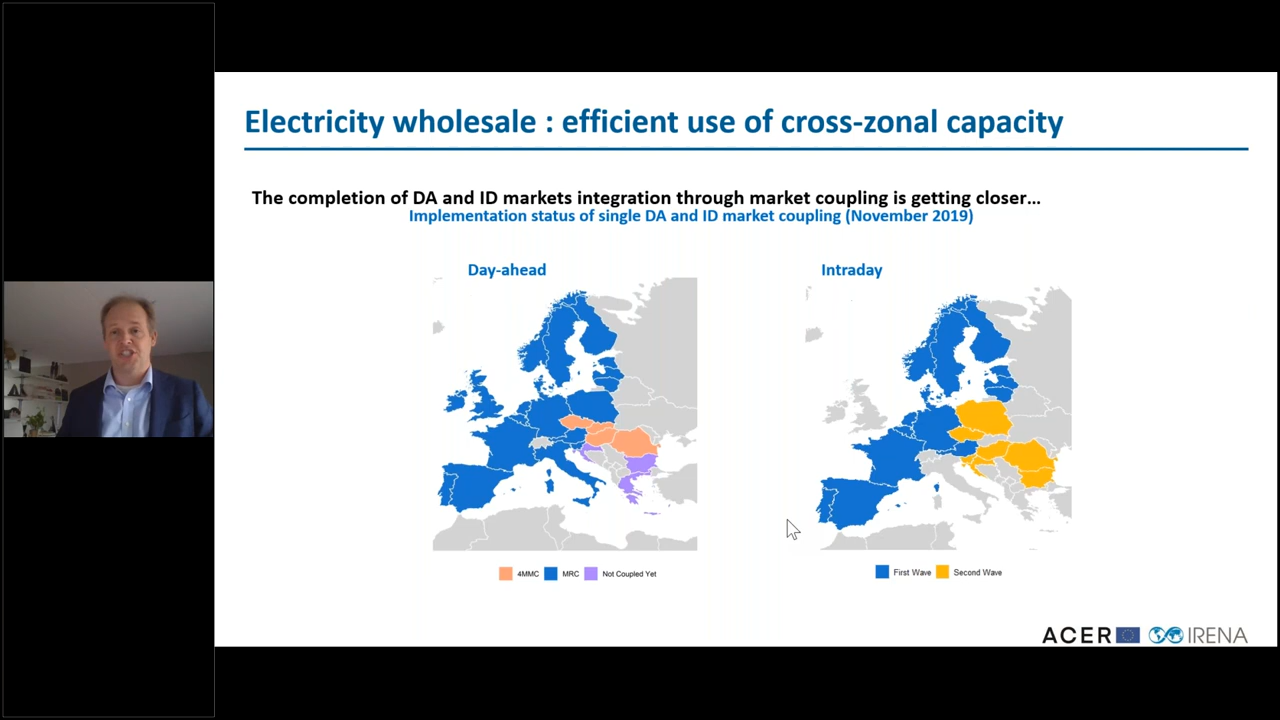 Electricity wholesale : efficient use of cross-zonal capacity
The completion of DA and ID markets integration through market coupling is getting closer…
Implementation status of single DA and ID market coupling (November 2019)
Day-ahead
Intraday
4MMC MRC Not Coupled Yet
First Wave Second Wave
ACER IRENA